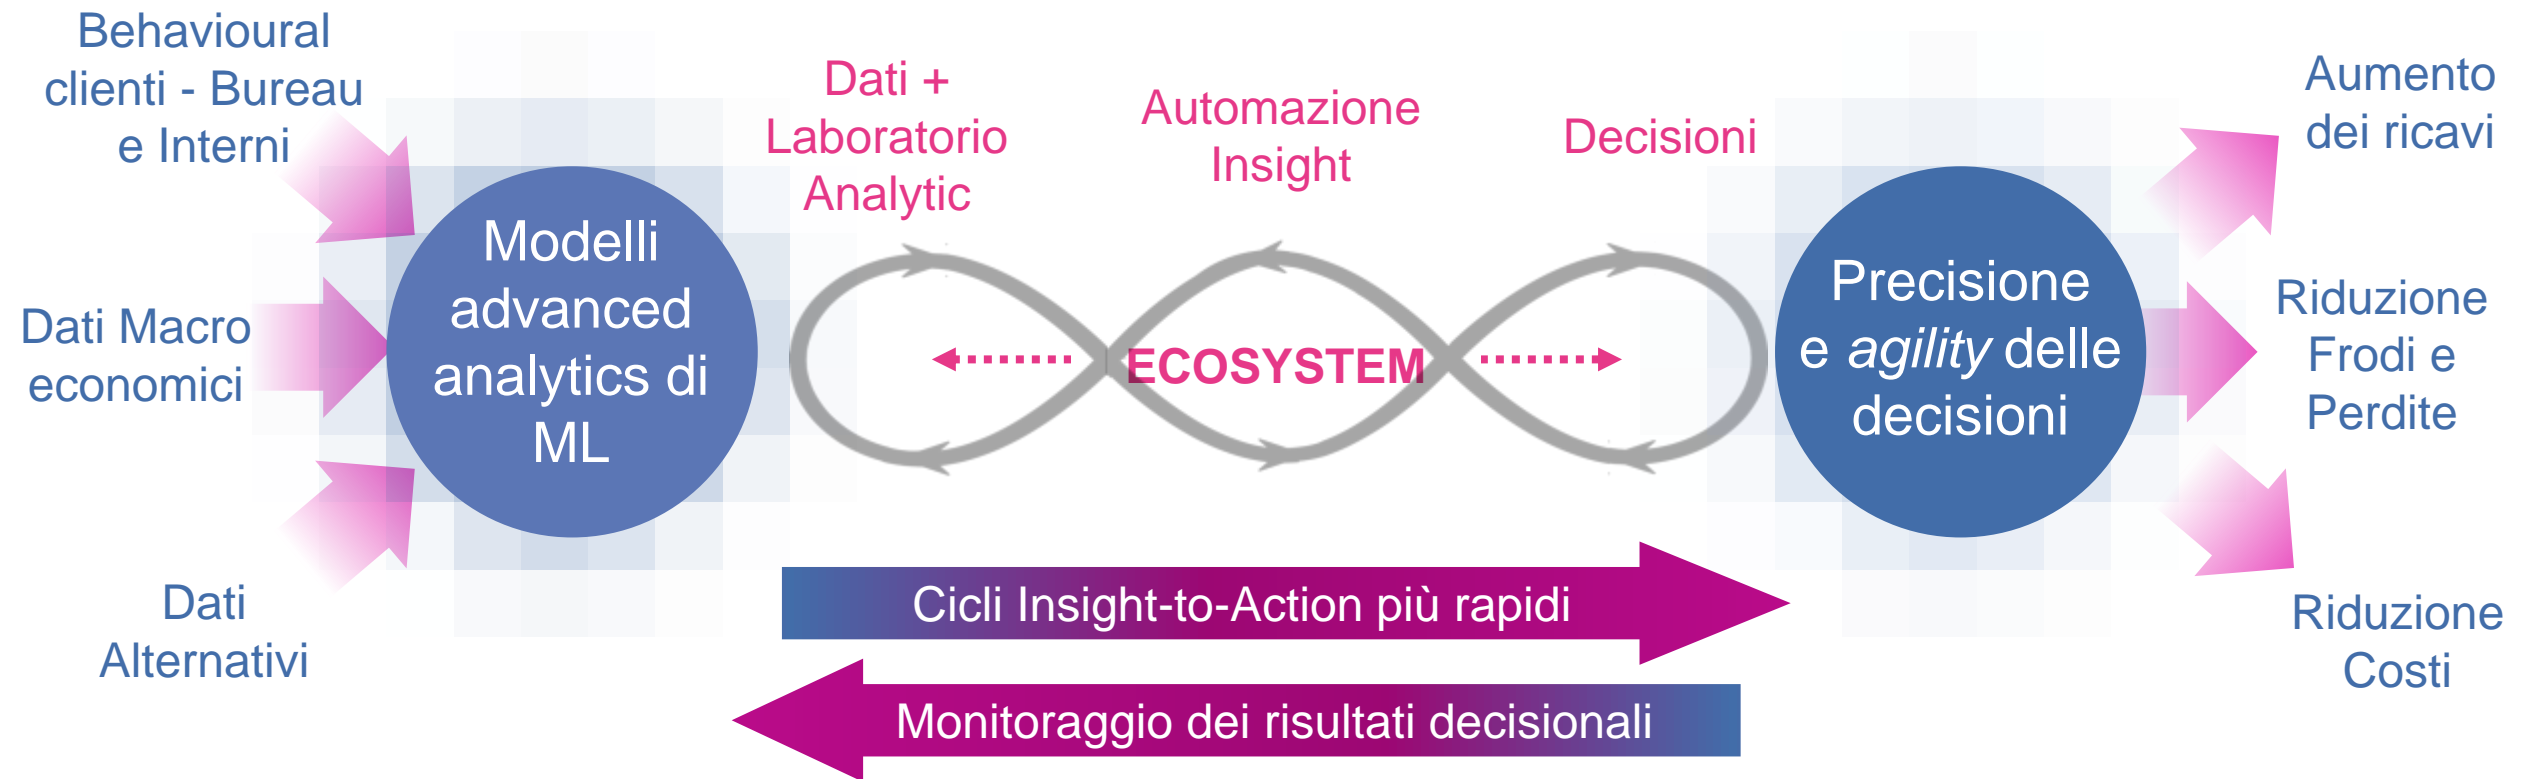 Behavioural
clienti - Bureau
e Interni
Dati Macro
economici
Dati
Alternativi
Modelli
advanced
analytics di
ML
Dati +
Laboratorio
Analytic
Automazione
Insight
Decisioni
ECOSYSTEM
Precisione
e agility delle
decisioni
Aumento
dei ricavi
Riduzione
Frodi e
Perdite
Riduzione
Costi
Cicli Insight-to-Action più rapidi
Monitoraggio dei risultati decisionali